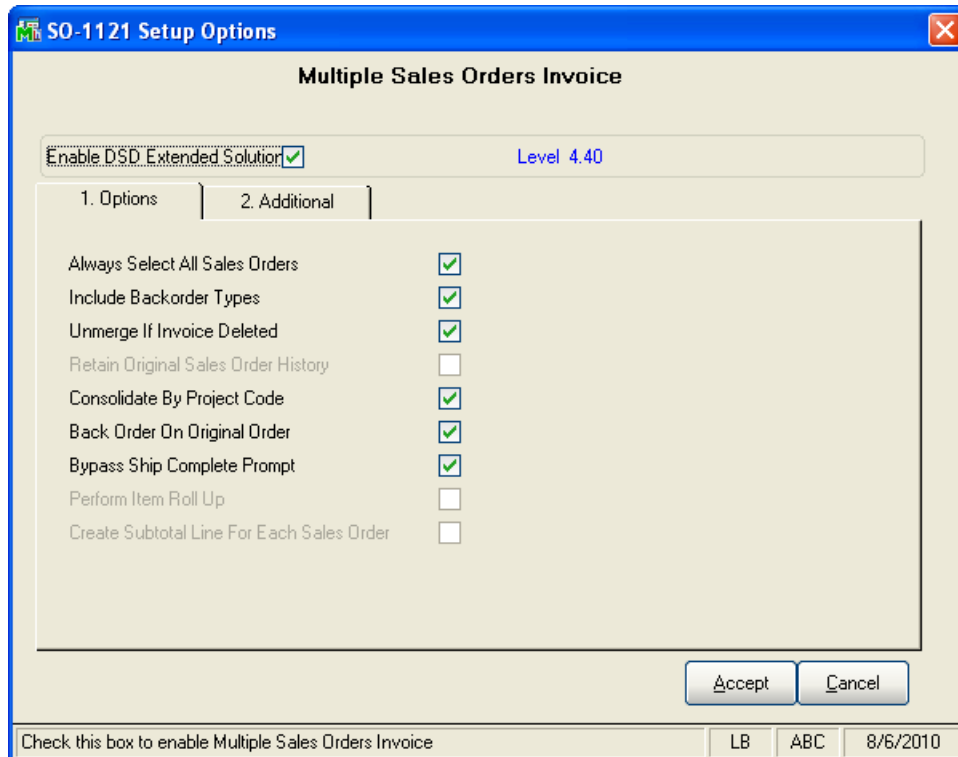 SO-1121 Setup Options
Multiple Sales Orders Invoice
Enable DSD Extended Solution
Level 4.40
1. Options
2. Additional
Always Select All Sales Orders
Include Backorder Types
Unmerge If Invoice Deleted
Retain Original Sales Order History
Consolidate By Project Code
Back Order On Original Order
Bypass Ship Complete Prompt
Perform Item Roll Up
Create Subtotal Line For Each Sales Order
Accept
Cancel
Check this box to enable Multiple Sales Orders Invoice
LB
ABC
8/6/2010